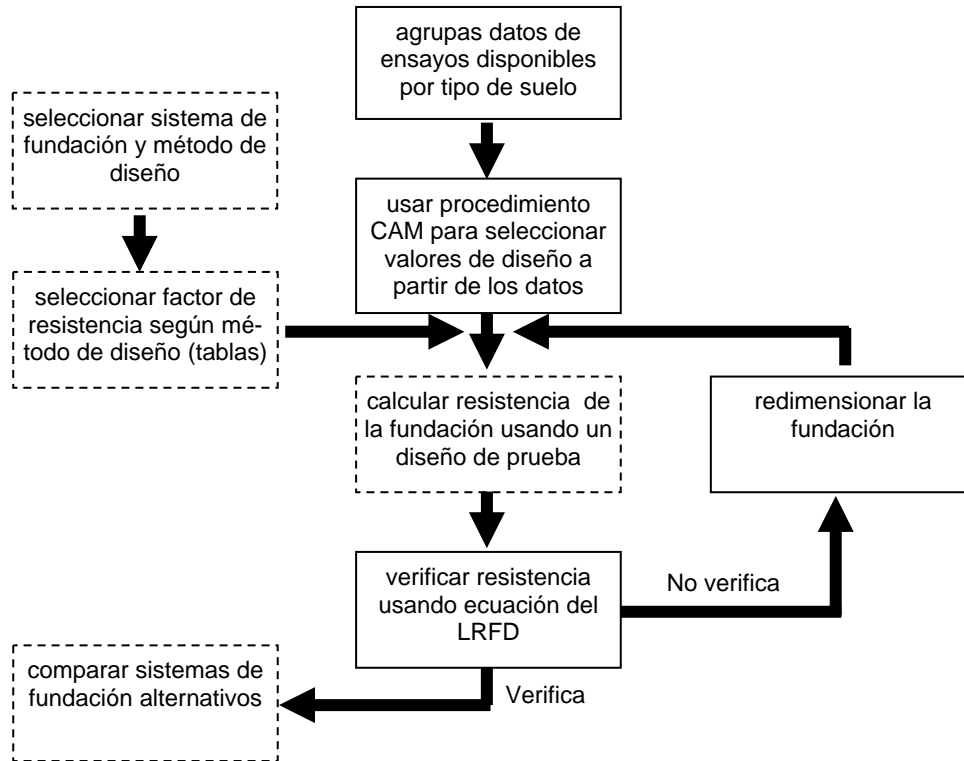 agrupas datos de
ensayos disponibles
por tipo de suelo
seleccionar sistema de
fundación y método de
diseño
usar procedimiento
CAM para seleccionar
valores de diseño a
partir de los datos
seleccionar factor de
resistencia según mé-
todo de diseño (tablas)
calcular resistencia de
la fundación usando un
diseño de prueba
redimensionar la
fundación
verificar resistencia
usando ecuación del
LRFD
No verifica
Verifica
comparar sistemas de
fundación alternativos